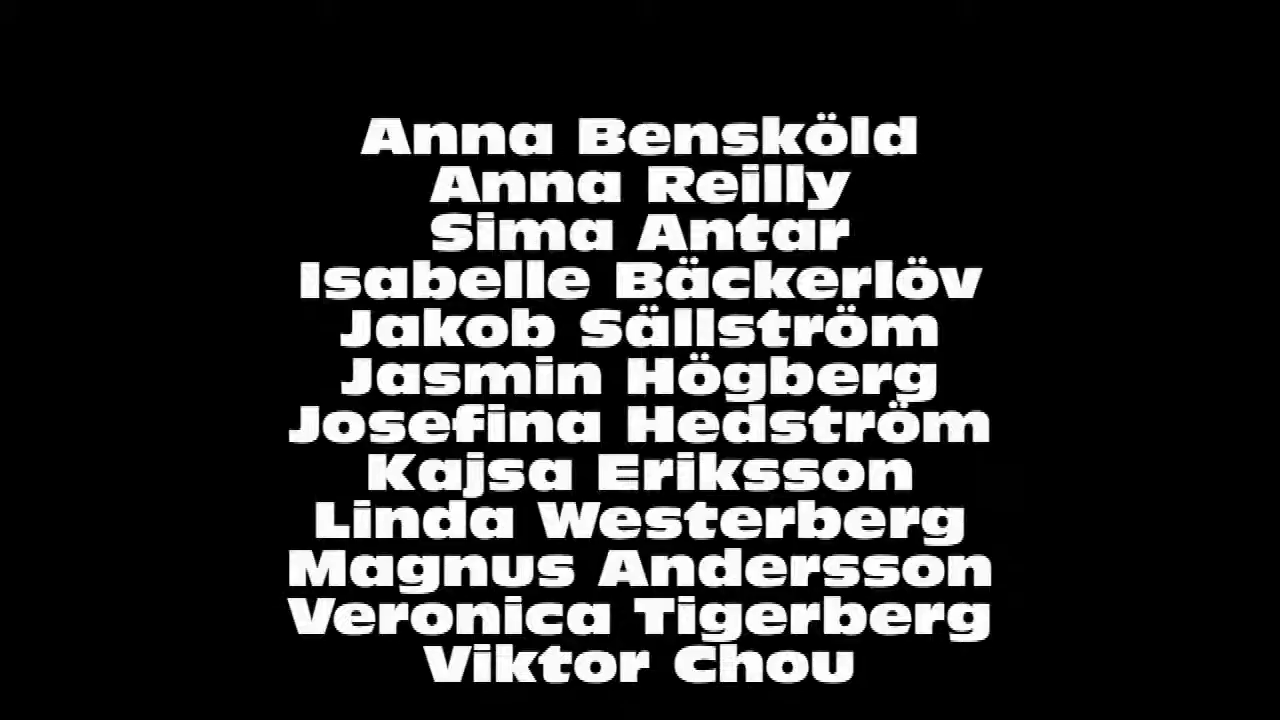 Anna Bensköld
Anna Reilly
Sima Antar
Isabelle Bäckerlöv
Jakob Sällström
Jasmin Högberg
Josefina Hedström
Kajsa Eriksson
Linda Westerberg
Magnus Andersson
Veronica Tigerberg
Viktor Chou